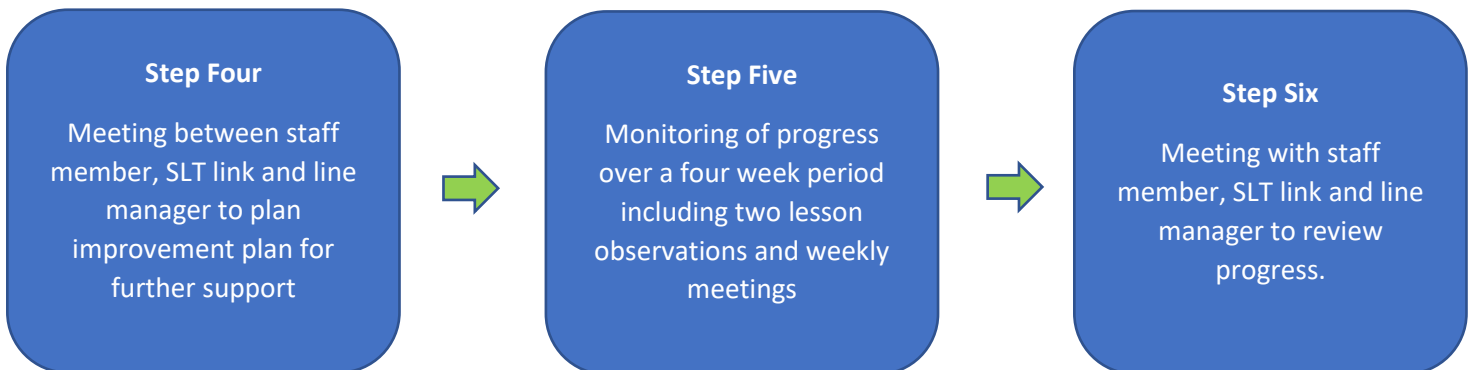 Step Four
Meeting between staff
member, SLT link and line
manager to plan
improvement plan for
further support
Step Five
Monitoring of progress
over a four week period
including two lesson
observations and weekly
meetings
Step Six
Meeting with staff
member, SLT link and line
manager to review
progress.